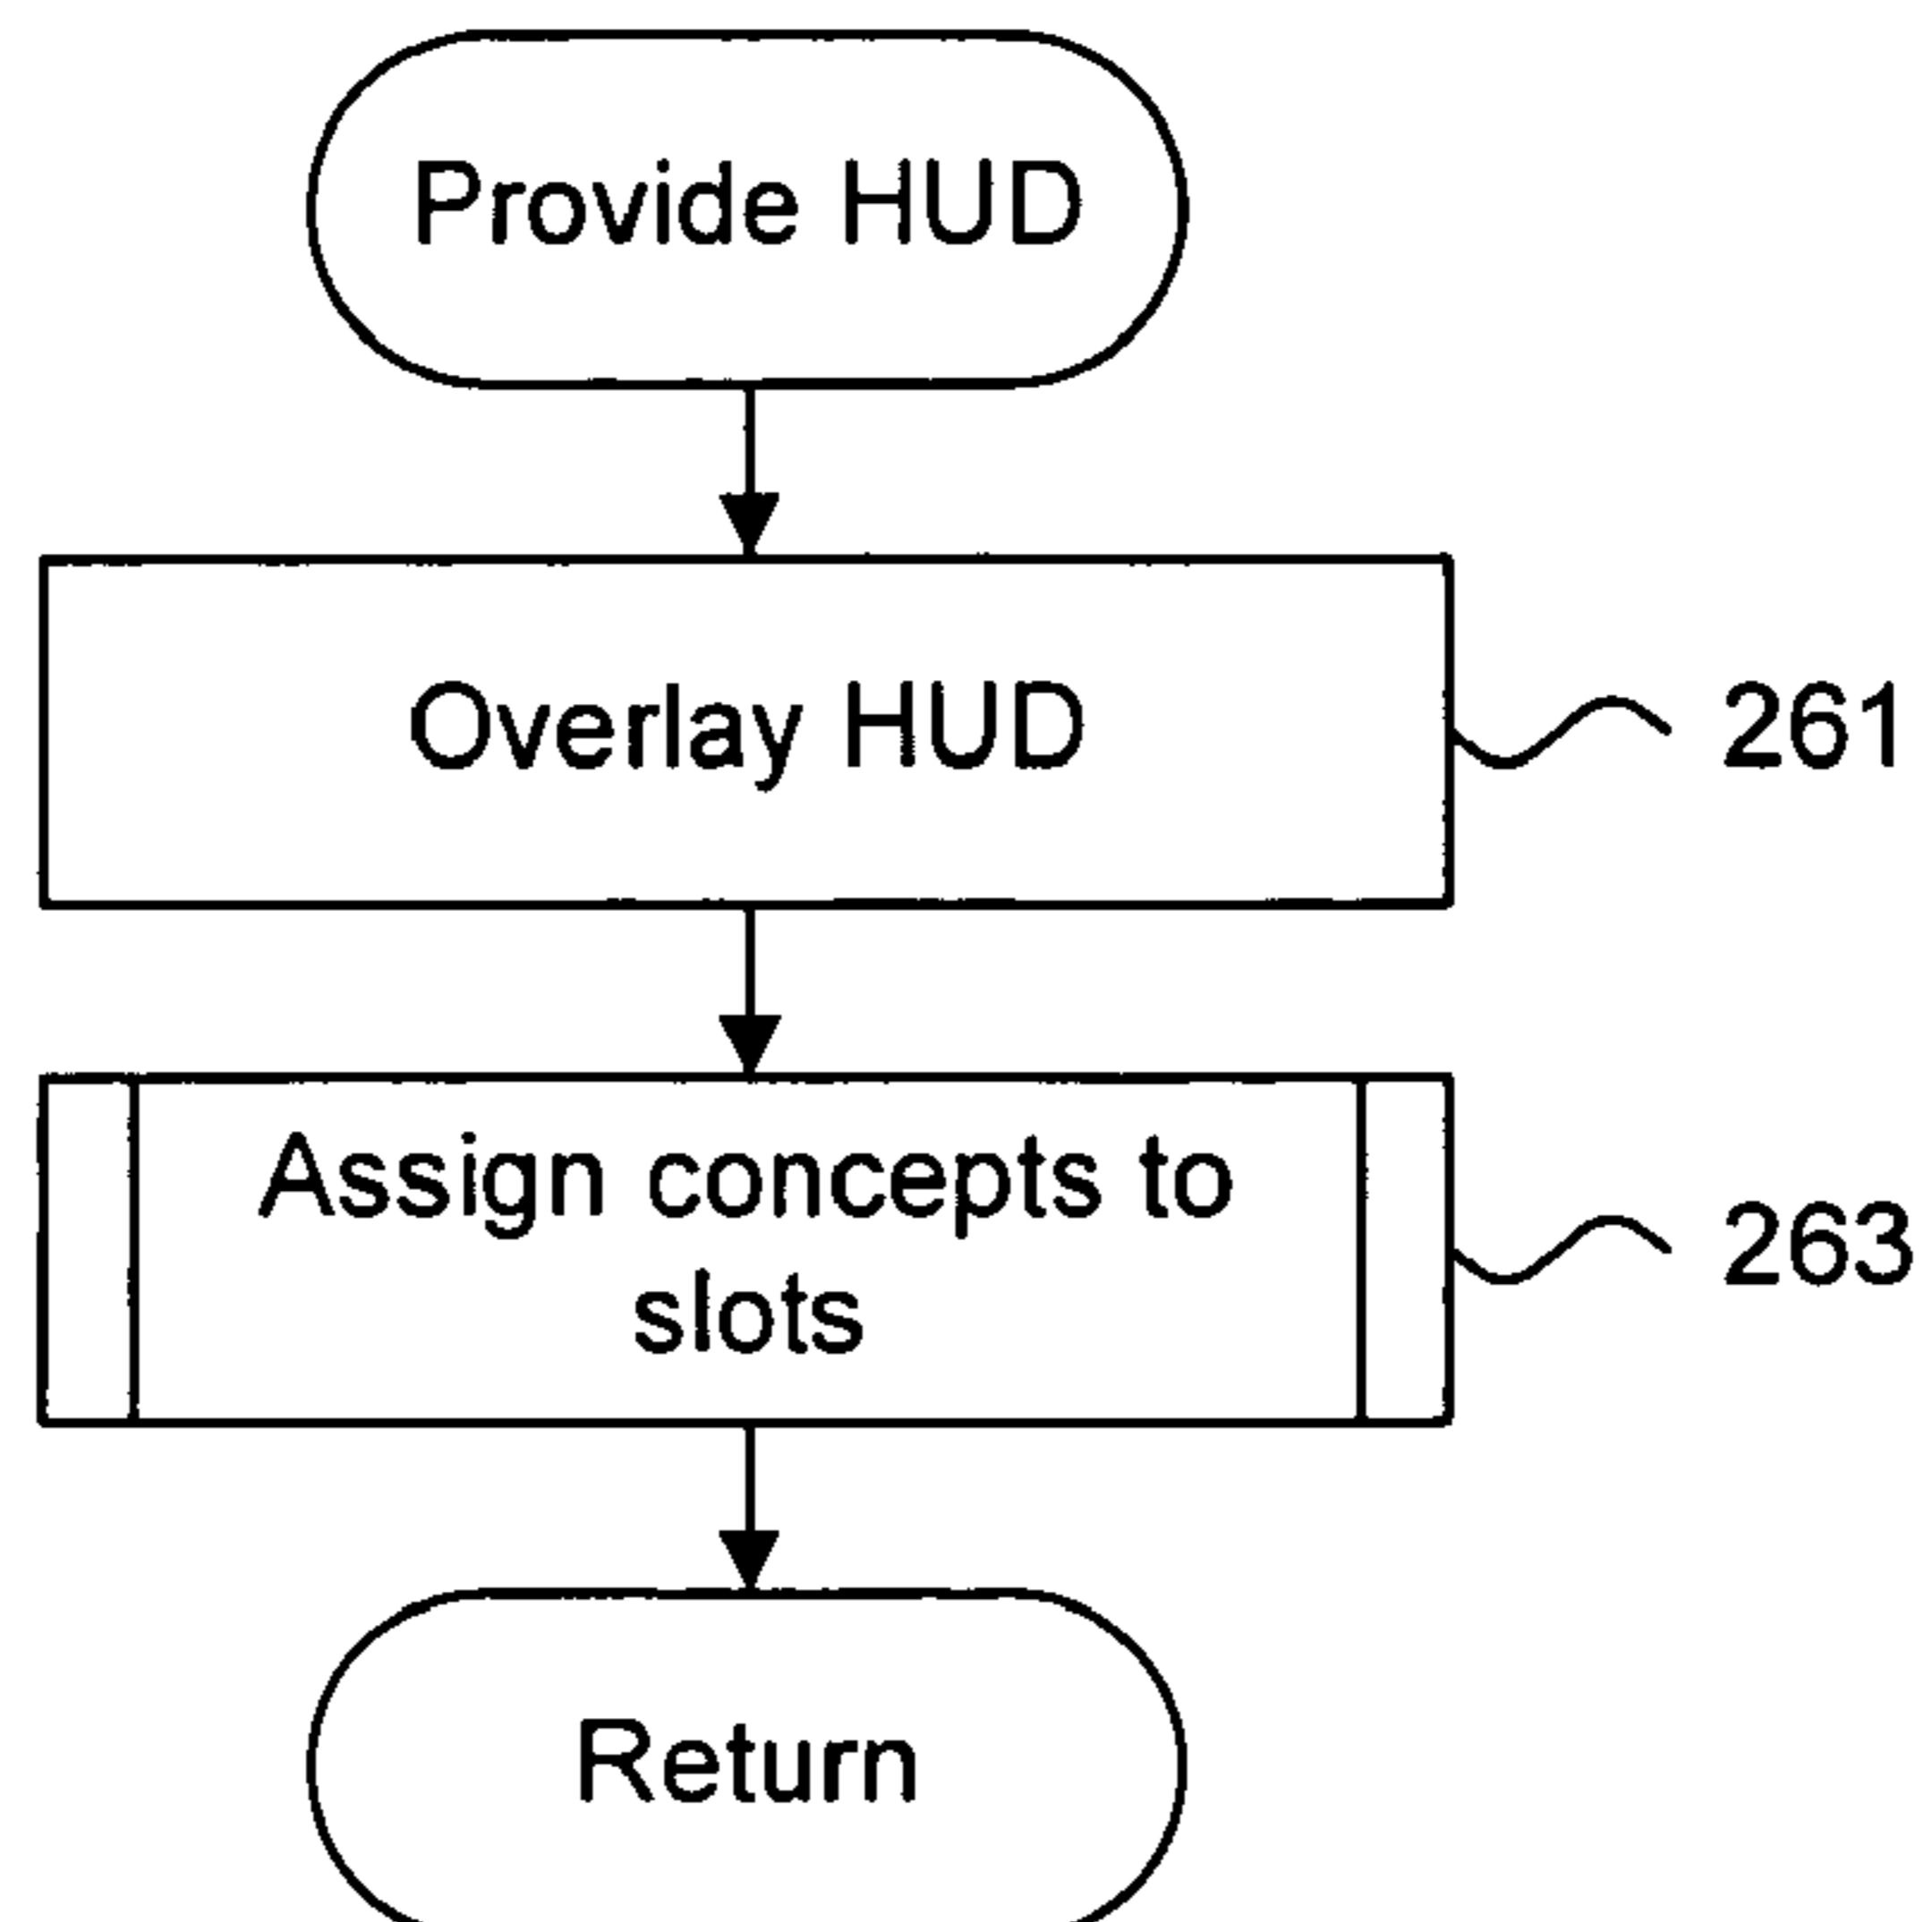 Provide HUD
Overlay HUD
261
Assign concepts to
slots
263
Return